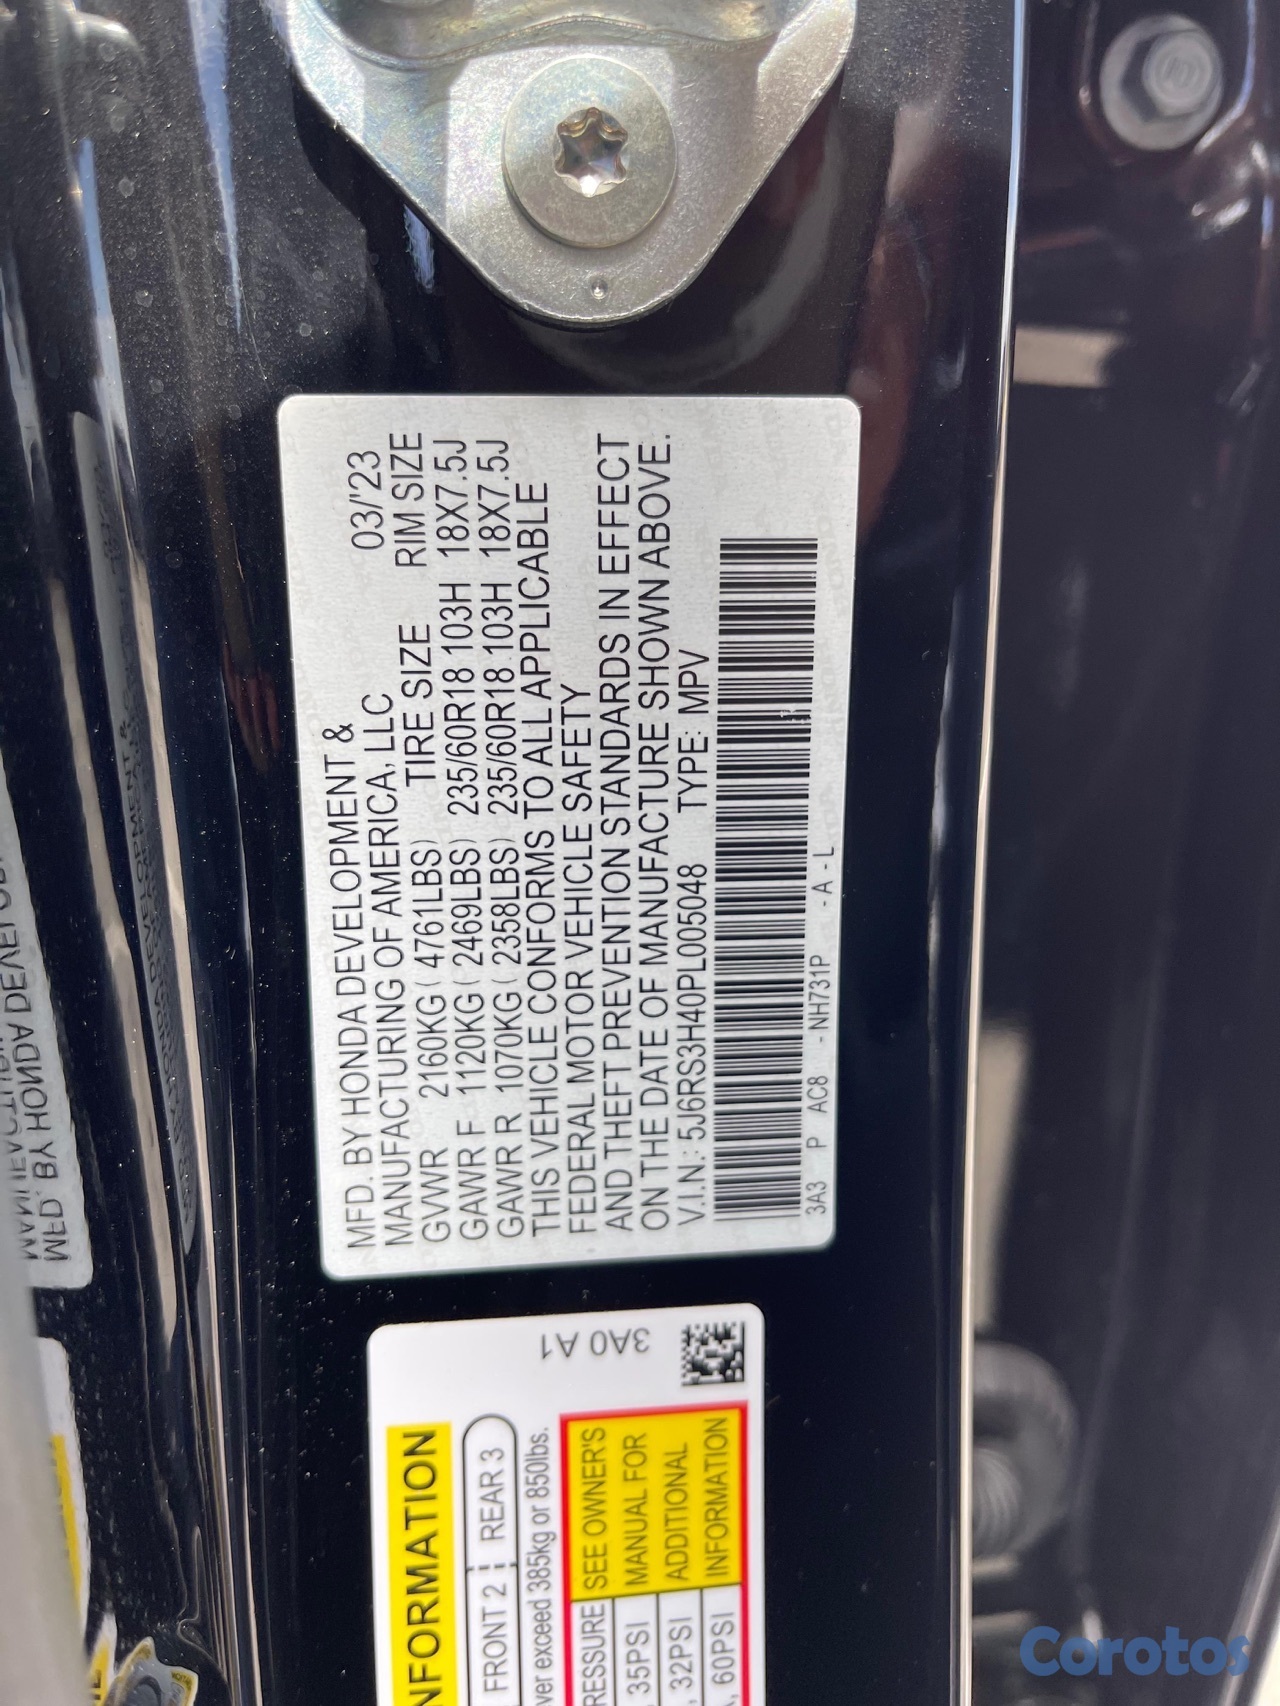 MFD. BY HONDA DEVELOPMENT &
MANUFACTURING OF AMERICA, LLC 03/'23
TIRE SIZE RIM SIZE
GVWR 2160KG ( 4761LBS)
GAWR F 1120KG ( 2469LBS) 235/60R18 103H 18X7.5J
GAWR R 1070KG ( 2358LBS) 235/60R18 103H 18X7.5J
THIS VEHICLE CONFORMS TO ALL APPLICABLE
FEDERAL MOTOR VEHICLE SAFETY
AND THEFT PREVENTION STANDARDS IN EFFECT
ON THE DATE OF MANUFACTURE SHOWN ABOVE.
V.I.N.: 5J6RS3H40PL005048 TYPE: MPV
3A3 P AC8 - NH731P - A - L
3A0 A1
NFORMATION
FRONT 2 REAR 3
ver exceed 385kg or 850lbs.
RESSURE SEE OWNER'S
35PSI MANUAL FOR
32PSI ADDITIONAL
60PSI INFORMATION
MFD. BY HONDA
Corotos